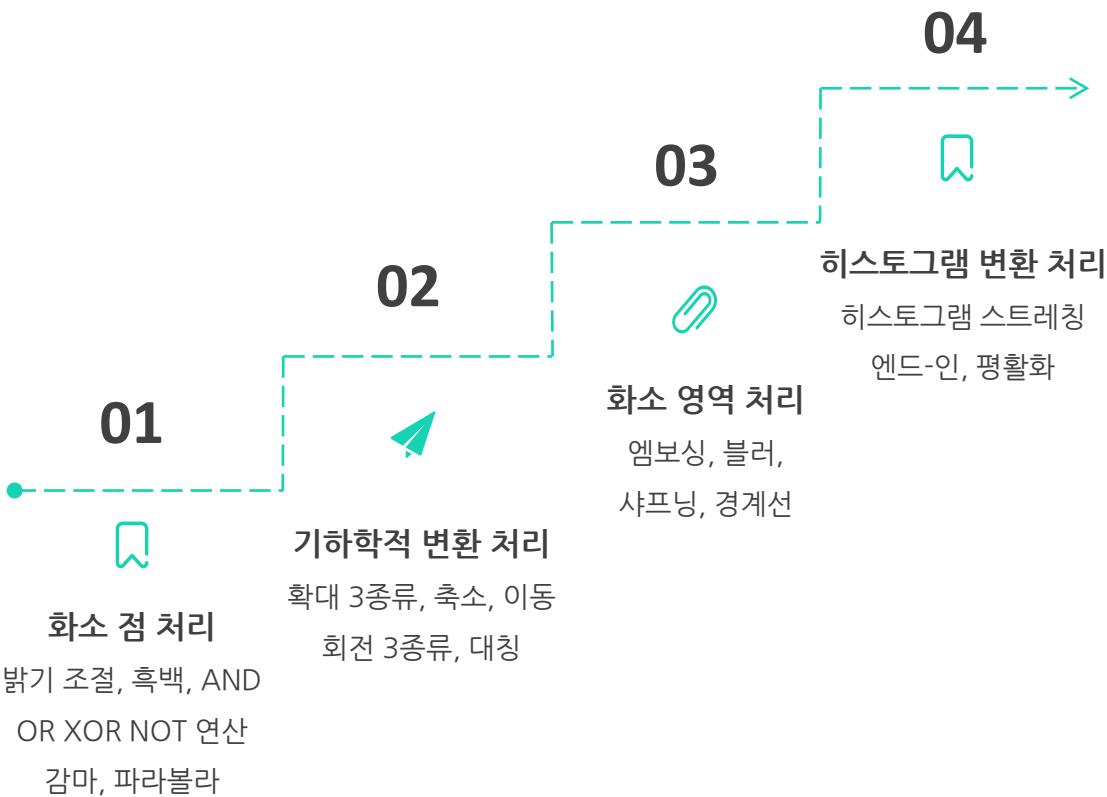 01
화소 점 처리
밝기 조절, 흑백, AND
OR XOR NOT 연산
감마, 파라볼라
02
기하학적 변환 처리
확대 3종류, 축소, 이동
회전 3종류, 대칭
03
화소 영역 처리
엠보싱, 블러,
샤프닝, 경계선
04
히스토그램 변환 처리
히스토그램 스트레칭
엔드-인, 평활화